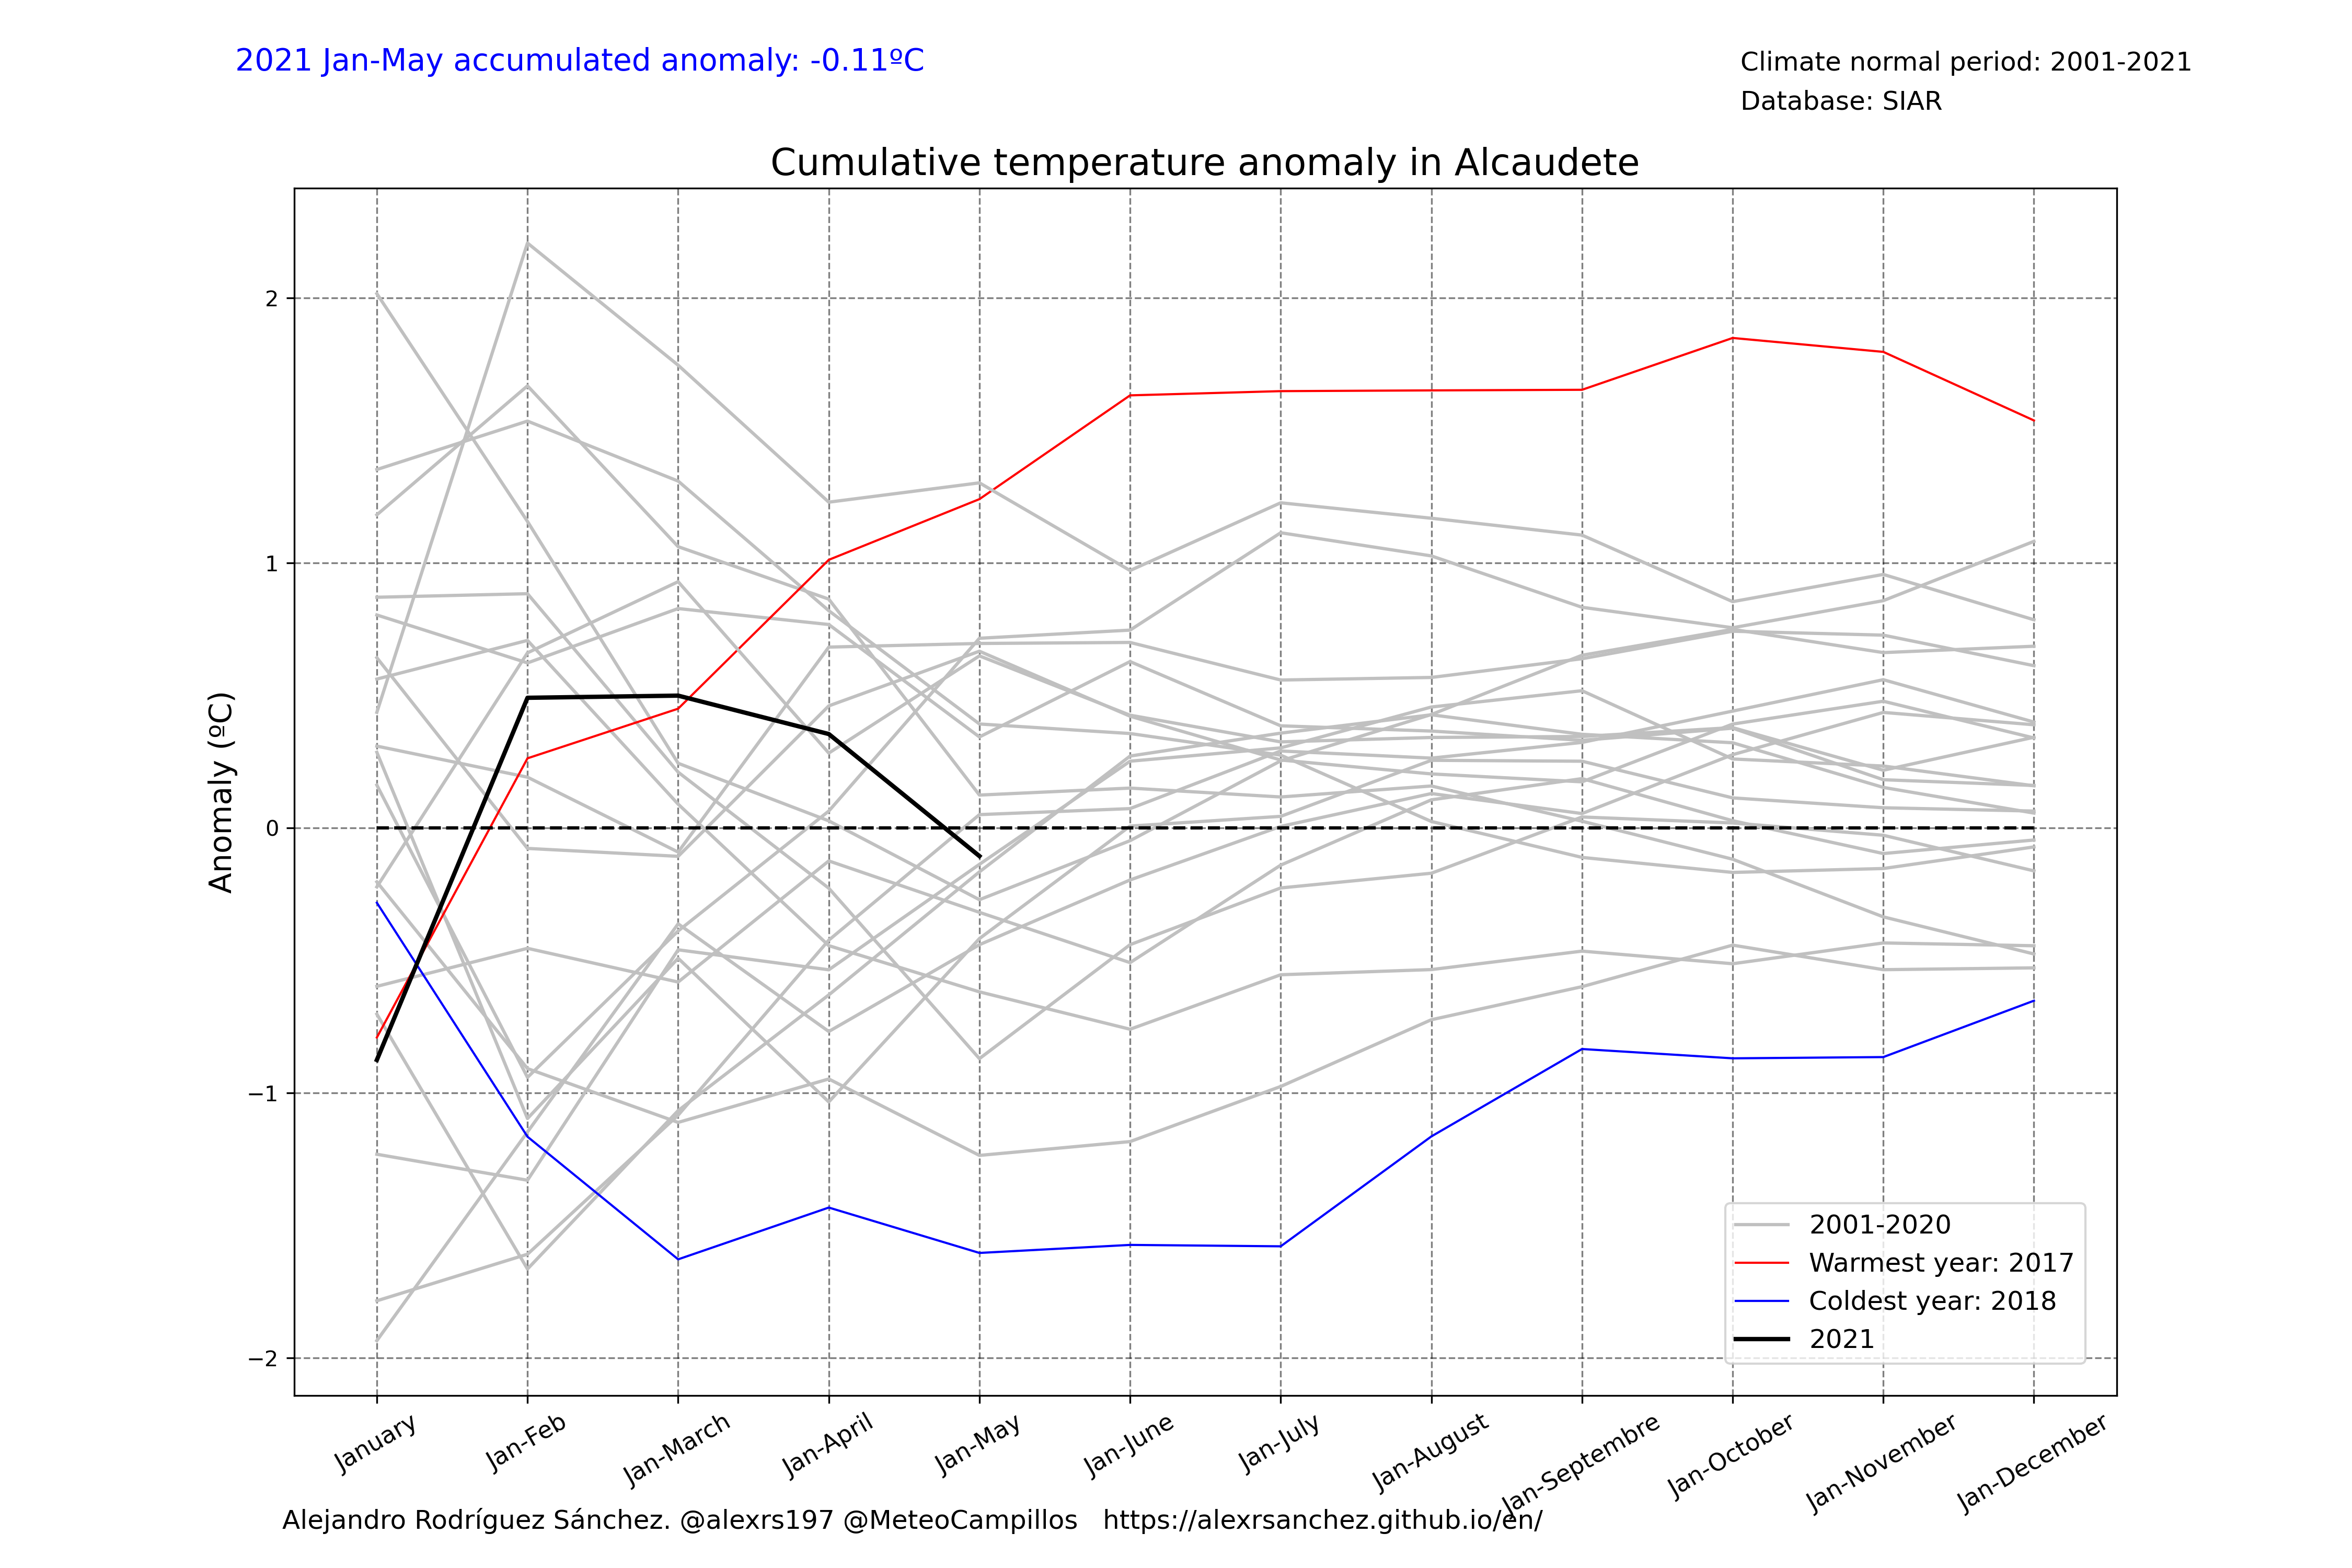 2021 Jan-May accumulated anomaly: -0.11ºC
Climate normal period: 2001-2021
Database: SIAR
Cumulative temperature anomaly in Alcaudete
Anomaly (ºC)
2
1
0
−1
−2
2001-2020
Warmest year: 2017
Coldest year: 2018
2021
January
Jan-Feb
Jan-March
Jan-April
Jan-May
Jan-June
Jan-July
Jan-August
Jan-Septembre
Jan-October
Jan-November
Jan-December
Alejandro Rodríguez Sánchez. @alexrs197 @MeteoCampillos https://alexrsanchez.github.io/en/